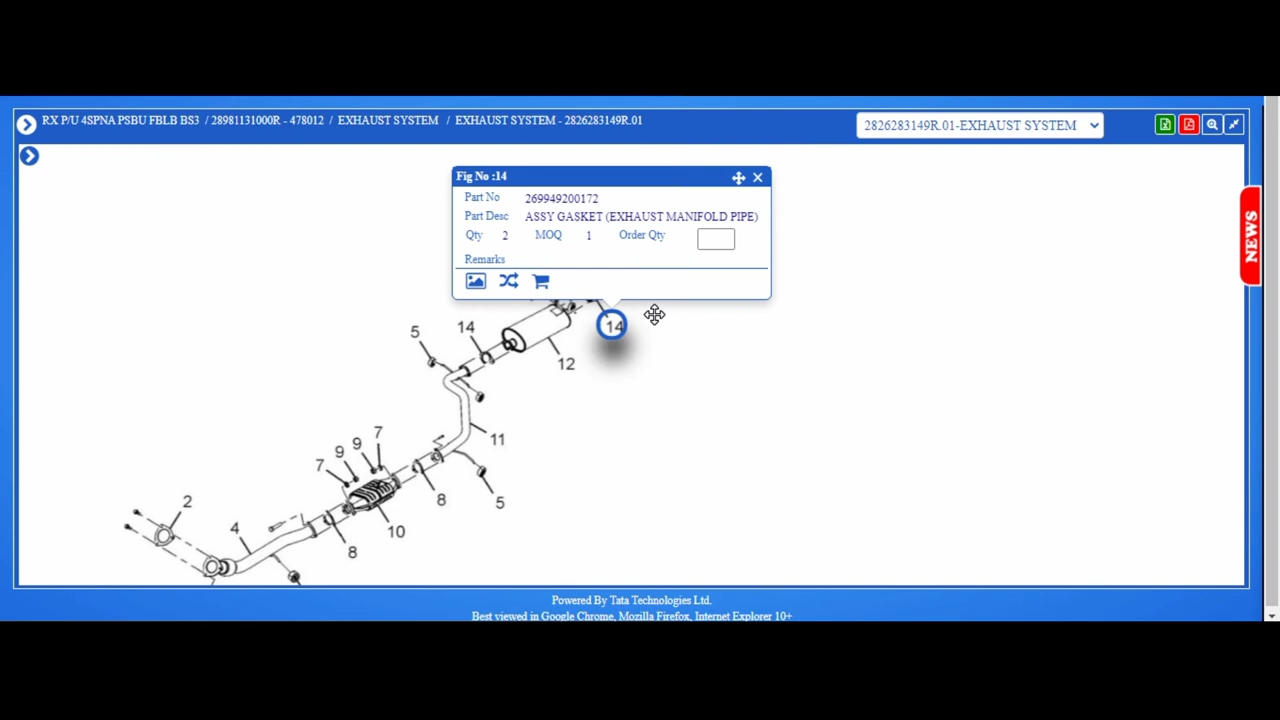 RX P/U 4SPNA PSBU FBLB BS3 / 28981131000R - 478012 / EXHAUST SYSTEM / EXHAUST SYSTEM - 2826283149R.01
2826283149R.01-EXHAUST SYSTEM
Fig No :14
Part No 269949200172
Part Desc ASSY GASKET (EXHAUST MANIFOLD PIPE)
Qty 2 MOQ 1 Order Qty
Remarks
NEWS
14
5 14
12
11
7
9
9
7
8 5
2
10
4
8
Powered By Tata Technologies Ltd.
Best viewed in Google Chrome, Mozilla Firefox, Internet Explorer 10+